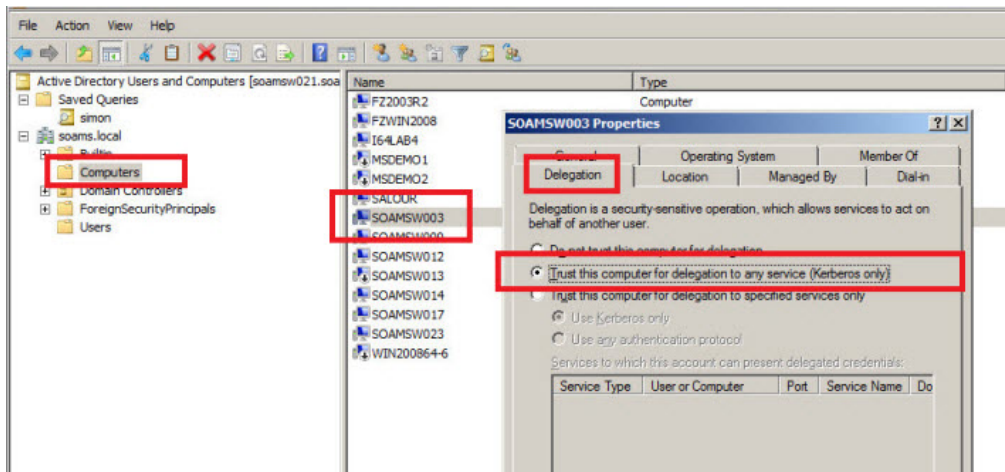 File Action View Help
Active Directory Users and Computers [soamsw021.soa
Saved Queries
simon
soams.local
Builtin
Computers
Domain Controllers
ForeignSecurityPrincipals
Users
Name Type
FZ2003R2 Computer
FZWIN2008
I64LAB4
MSDEMO1
MSDEMO2
SALOUR
SOAMSW003
SOAMSW009
SOAMSW012
SOAMSW013
SOAMSW014
SOAMSW017
SOAMSW023
WIN200864-6
SOAMSW003 Properties
General Operating System Member Of
Delegation Location Managed By Dial-in
Delegation is a security-sensitive operation, which allows services to act on
behalf of another user.
Do not trust this computer for delegation
Trust this computer for delegation to any service (Kerberos only)
Trust this computer for delegation to specified services only
Use Kerberos only
Use any authentication protocol
Services to which this account can present delegated credentials:
Service Type User or Computer Port Service Name Do